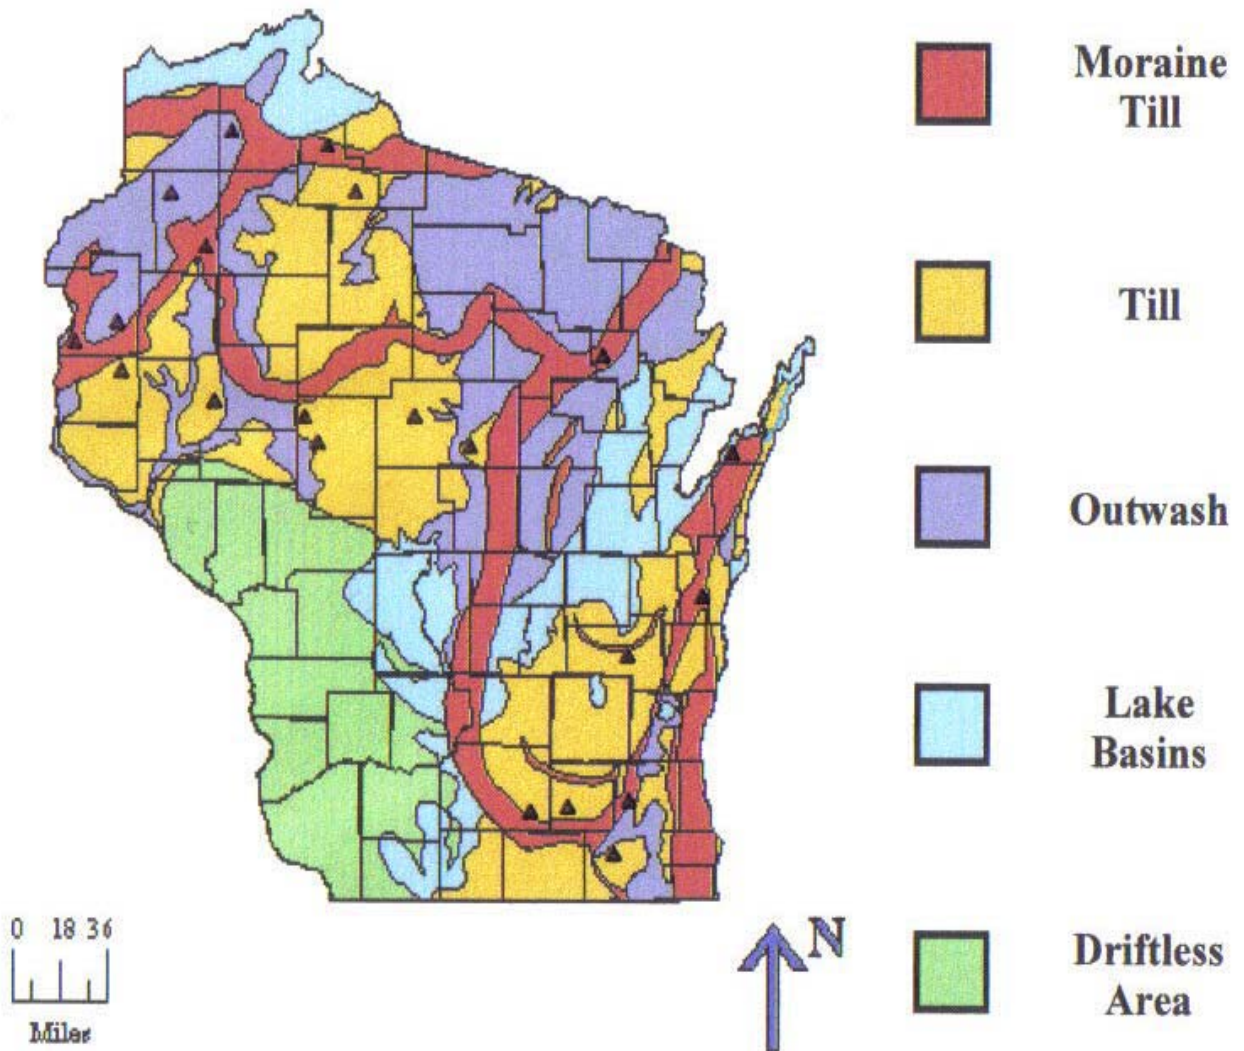 Moraine
Till
Till
Outwash
Lake
Basins
Driftless
Area
0 18 36
Miles
N